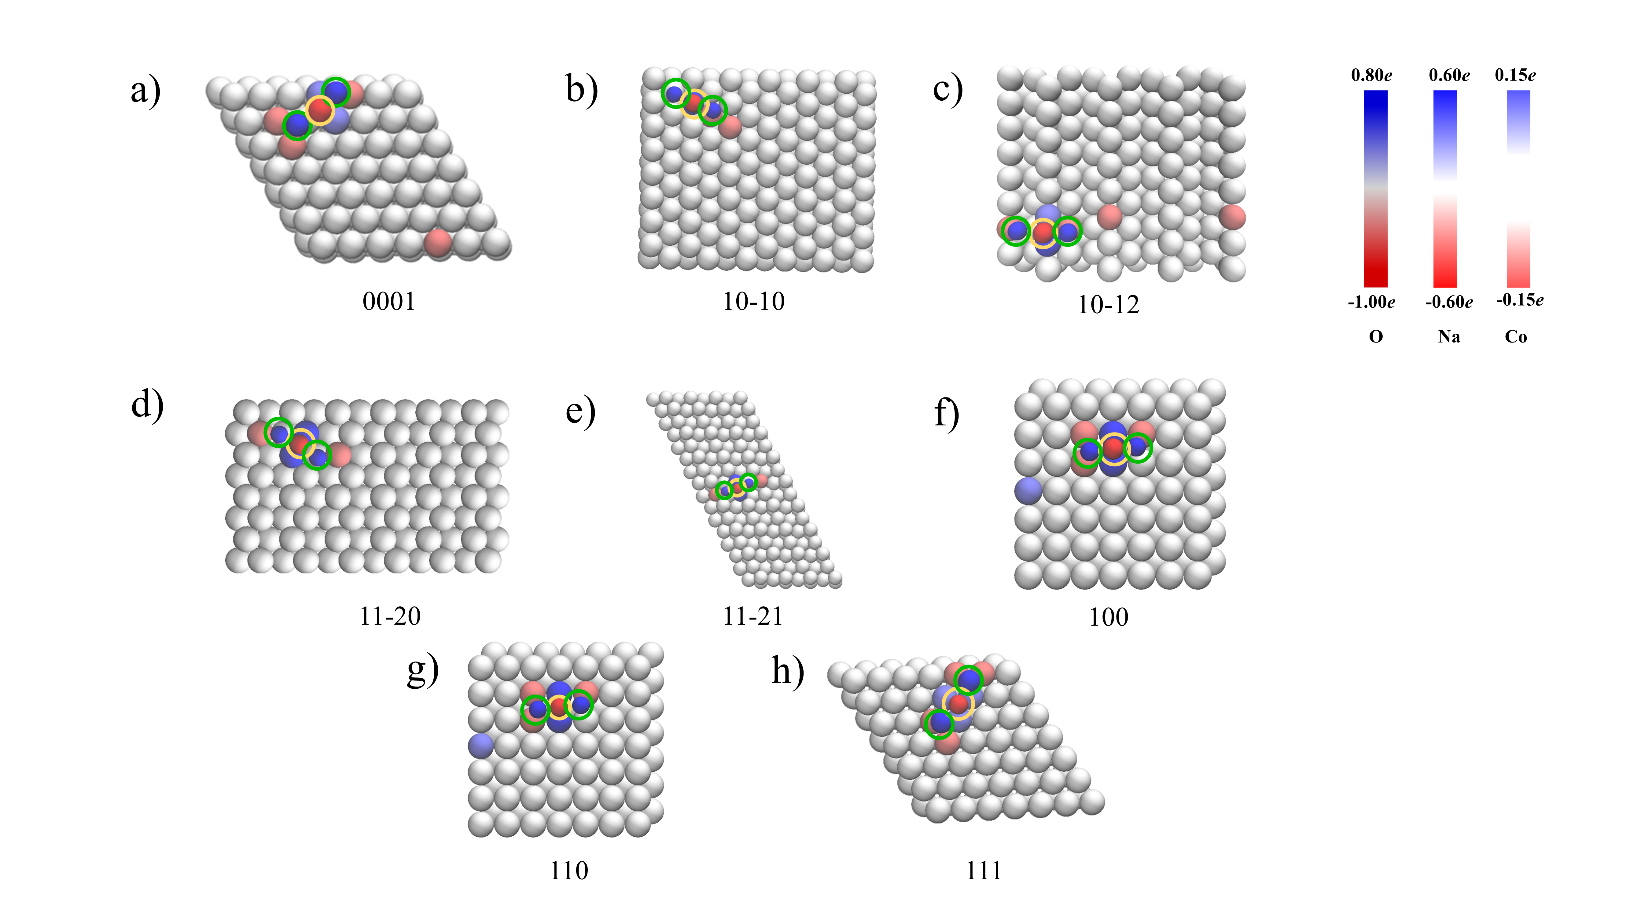 a)
b)
c)
0001
10-10
10-12
0.80e 0.60e 0.15e
-1.00e -0.60e -0.15e
O Na Co
d)
e)
f)
11-20
11-21
100
g)
h)
110
111